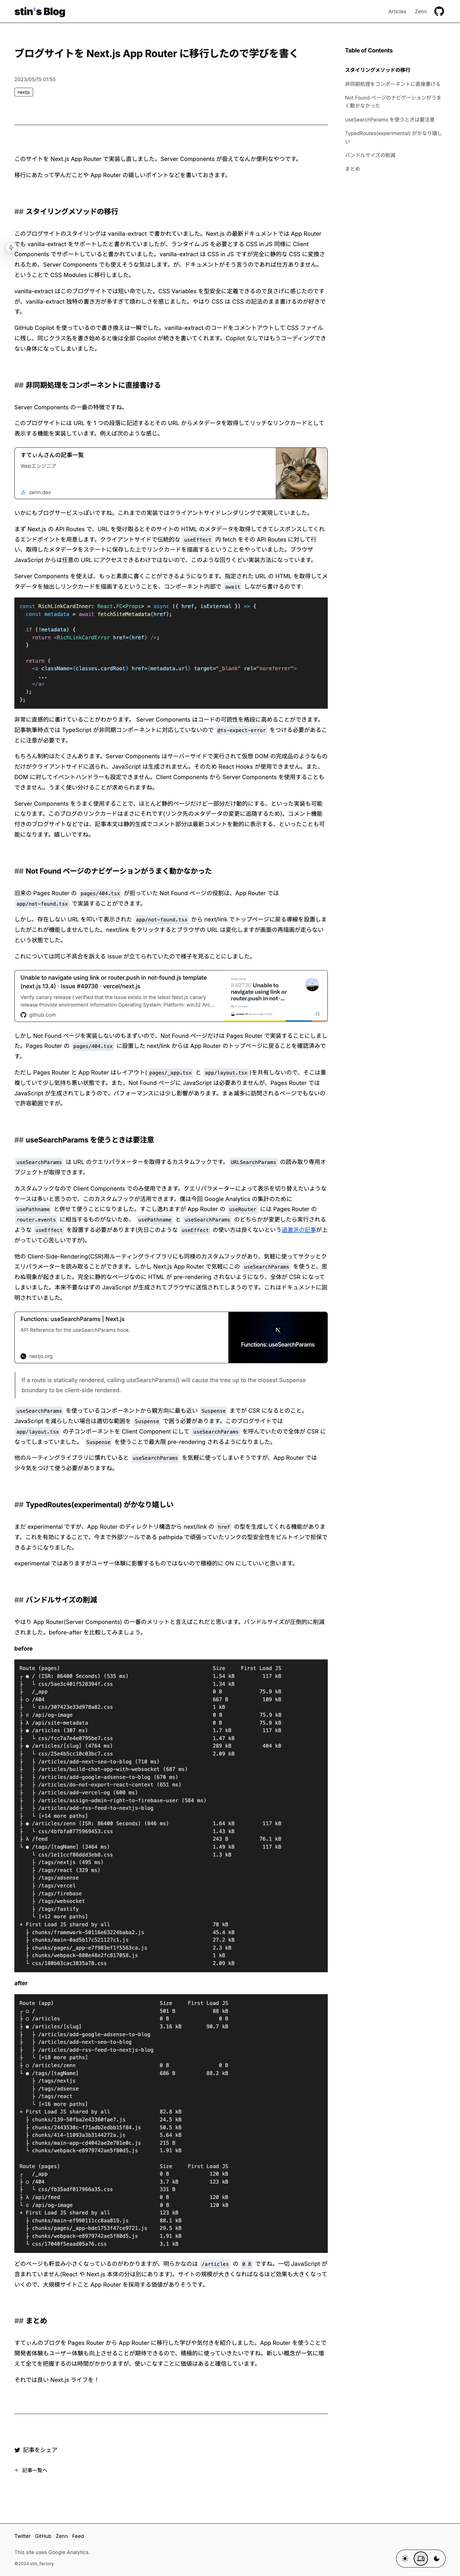 stin's Blog
Articles
Zenn
ブログサイトを Next.js App Router に移行したので学びを書く
2023/05/15 01:55
nextjs
Table of Contents
スタイリングメソッドの移行
非同期処理をコンポーネントに直接書ける
Not Found ページのナビゲーションがうま
く動かなかった
useSearchParams を使うときは要注意
TypedRoutes(experimental) がかなり嬉し
い
バンドルサイズの削減
まとめ
このサイトを Next.js App Router で実装し直しました。Server Components が扱えてなんか便利なやつです。
移行にあたって学んだことや App Router の嬉しいポイントなどを書いておきます。
## スタイリングメソッドの移行
このブログサイトのスタイリングは vanilla-extract で書かれていました。Next.js の最新ドキュメントでは App Router
でも vanilla-extract をサポートしたと書かれていましたが、ランタイム JS を必要とする CSS in JS 同様に Client
Components でサポートしていると書かれていました。vanilla-extract は CSS in JS ですが完全に静的な CSS に変換さ
れるため、Server Components でも使えそうな気はしますが、が、ドキュメントがそう言うのであれば仕方ありません。
ということで CSS Modules に移行しました。
vanilla-extract はこのブログサイトでは短い命でした。CSS Variables を型安全に定義できるので良さげに感じたのです
が、vanilla-extract 独特の書き方が多すぎて煩わしさを感じました。やはり CSS は CSS の記法のまま書けるのが好きで
す。
GitHub Copilot を使っているので書き換えは一瞬でした。vanilla-extract のコードをコメントアウトして CSS ファイル
に残し、同じクラス名を書き始めると後は全部 Copilot が続きを書いてくれます。Copilot なしではもうコーディングでき
ない身体になってしまいました。
## 非同期処理をコンポーネントに直接書ける
Server Components の一番の特徴ですね。
このブログサイトには URL を 1 つの段落に記述するとその URL からメタデータを取得してリッチなリンクカードとして
表示する機能を実装しています。例えば次のような感じ。
すてぃんさんの記事一覧
Webエンジニア
zenn.dev
いかにもブログサービスっぽいですね。これまでの実装ではクライアントサイドレンダリングで実現していました。
まず Next.js の API Routes で、URL を受け取るとそのサイトの HTML のメタデータを取得してきてレスポンスしてくれ
るエンドポイントを用意します。クライアントサイドで伝統的な useEffect 内 fetch をその API Routes に対して行
い、取得したメタデータをステートに保存した上でリンクカードを描画するということをやっていました。ブラウザ
JavaScript からは任意の URL にアクセスできるわけではないので、このような回りくどい実装方法になっていました。
Server Components を使えば、もっと素直に書くことができるようになります。指定された URL の HTML を取得してメ
タデータを抽出しリンクカードを描画するということを、コンポーネント内部で await しながら書けるのです:
const RichLinkCardInner: React.FC<Props> = async ({ href, isExternal }) => {
const metadata = await fetchSiteMetadata(href);
if (!metadata) {
return <RichLinkCardError href={href} />;
}
return (
<a className={classes.cardRoot} href={metadata.url} target="_blank" rel="noreferrer">
...
</a>
);
};
非常に直感的に書けていることがわかります。 Server Components はコードの可読性を格段に高めることができます。
記事執筆時点では TypeScript が非同期コンポーネントに対応していないので @ts-expect-error をつける必要があるこ
とに注意が必要です。
もちろん制約はたくさんあります。Server Components はサーバーサイドで実行されて仮想 DOM の完成品のようなもの
だけがクライアントサイドに送られ、JavaScript は生成されません。そのため React Hooks が使用できません。また、
DOM に対してイベントハンドラーも設定できません。Client Components から Server Components を使用することも
できません。うまく使い分けることが求められますね。
Server Components をうまく使用することで、ほとんど静的ページだけど一部分だけ動的にする、といった実装も可能
になります。このブログのリンクカードはまさにそれです(リンク先のメタデータの変更に追随するため)。コメント機能
付きのブログサイトなどでは、記事本文は静的生成でコメント部分は最新コメントを動的に表示する、といったことも可
能になります。嬉しいですね。
## Not Found ページのナビゲーションがうまく動かなかった
旧来の Pages Router の pages/404.tsx が担っていた Not Found ページの役割は、App Router では
app/not-found.tsx で実装することができます。
しかし、存在しない URL を叩いて表示された app/not-found.tsx から next/link でトップページに戻る導線を設置しま
したがこれが機能しませんでした。next/link をクリックするとブラウザの URL は変化しますが画面の再描画が走らない
という状態でした。
これについては同じ不具合を訴える issue が立てられていたので様子を見ることにしました。
Unable to navigate using link or router.push in not-found.js template
(next.js 13.4) · Issue #49736 · vercel/next.js
Verify canary release I verified that the issue exists in the latest Next.js canary
release Provide environment information Operating System: Platform: win32 Arc...
github.com
Unable to
navigate using link or
router.push in not-...
しかし Not Found ページを実装しないのもまずいので、Not Found ページだけは Pages Router で実装することにしまし
た。Pages Router の pages/404.tsx に設置した next/link からは App Router のトップページに戻ることを確認済みで
す。
ただし Pages Router と App Router はレイアウト( pages/_app.tsx と app/layout.tsx )を共有しないので、そこは重
複していて少し気持ち悪い状態です。また、Not Found ページに JavaScript は必要ありませんが、Pages Router では
JavaScript が生成されてしまうので、パフォーマンスには少し影響があります。まぁ滅多に訪問されるページでもないの
で許容範囲ですが。
## useSearchParams を使うときは要注意
useSearchParams は URL のクエリパラメーターを取得するカスタムフックです。 URLSearchParams の読み取り専用オ
ブジェクトが取得できます。
カスタムフックなので Client Components でのみ使用できます。クエリパラメーターによって表示を切り替えたいような
ケースは多いと思うので、このカスタムフックが活用できます。僕は今回 Google Analytics の集計のために
usePathname と併せて使うことになりました。すこし逸れますが App Router の useRouter には Pages Router の
router.events に相当するものがないため、 usePathname と useSearchParams のどちらかが変更したら実行される
ような useEffect を設置する必要があります(先日このような useEffect の使い方は良くないという過激派の記事が上
がっていて心苦しいですが)。
他の Client-Side-Rendering(CSR)用ルーティングライブラリにも同様のカスタムフックがあり、気軽に使ってサクッとク
エリパラメーターを読み取ることができます。しかし Next.js App Router で気軽にこの useSearchParams を使うと、思
わぬ現象が起きました。完全に静的なページなのに HTML が pre-rendering されないようになり、全体が CSR になって
しまいました。本来不要なはずの JavaScript が生成されてブラウザに送信されてしまうのです。これはドキュメントに説
明されていました。
Functions: useSearchParams | Next.js
API Reference for the useSearchParams hook.
nextjs.org
Functions: useSearchParams
If a route is statically rendered, calling useSearchParams() will cause the tree up to the closest Suspense
boundary to be client-side rendered.
useSearchParams を使っているコンポーネントから親方向に最も近い Suspense までが CSR になるとのこと。
JavaScript を減らしたい場合は適切な範囲を Suspense で囲う必要があります。このブログサイトでは
app/layout.tsx の子コンポーネントを Client Component にして useSearchParams を呼んでいたので全体が CSR に
なってしまっていました。 Suspense を使うことで最大限 pre-rendering されるようになりました。
他のルーティングライブラリに慣れていると useSearchParams を気軽に使ってしまいそうですが、App Router では
少々気をつけて使う必要がありますね。
## TypedRoutes(experimental) がかなり嬉しい
まだ experimental ですが、App Router のディレクトリ構造から next/link の href の型を生成してくれる機能がありま
す。これを有効にすることで、今まで外部ツールである pathpida で頑張っていたリンクの型安全性をビルトインで担保で
きるようになりました。
experimental ではありますがユーザー体験に影響するものではないので積極的に ON にしていいと思います。
## バンドルサイズの削減
やはり App Router(Server Components) の一番のメリットと言えばこれだと思います。バンドルサイズが圧倒的に削減
されました。before-after を比較してみましょう。
before
Route (pages) Size First Load JS
┌ ● / (ISR: 86400 Seconds) (535 ms) 1.54 kB 117 kB
├ └ css/5ae3c401f528394f.css 1.34 kB
├ /_app 0 B 75.9 kB
├ ○ /404 667 B 109 kB
├ └ css/307423e33d978a82.css 1 kB
├ ℇ /api/og-image 0 B 75.9 kB
├ λ /api/site-metadata 0 B 75.9 kB
├ ● /articles (307 ms) 1.7 kB 117 kB
├ └ css/fcc7a7e4e0795be7.css 1.47 kB
├ ● /articles/[slug] (4764 ms) 289 kB 404 kB
├ └ css/25e4b5cc10c03bc7.css 2.09 kB
├ ├ /articles/add-next-seo-to-blog (710 ms)
├ ├ /articles/build-chat-app-with-websocket (687 ms)
├ ├ /articles/add-google-adsense-to-blog (670 ms)
├ ├ /articles/do-not-export-react-context (651 ms)
├ ├ /articles/add-vercel-og (600 ms)
├ ├ /articles/assign-admin-right-to-firebase-user (584 ms)
├ ├ /articles/add-rss-feed-to-nextjs-blog
├ └ [+14 more paths]
├ ● /articles/zenn (ISR: 86400 Seconds) (846 ms) 1.64 kB 117 kB
├ └ css/4bfbfa0775969453.css 1.43 kB
├ λ /feed 243 B 76.1 kB
└ ● /tags/[tagName] (3464 ms) 1.49 kB 117 kB
└ css/1e11ccf06ddd3eb8.css 1.3 kB
├ /tags/nextjs (495 ms)
├ /tags/react (329 ms)
├ /tags/adsense
├ /tags/vercel
├ /tags/firebase
├ /tags/websocket
├ /tags/fastify
└ [+12 more paths]
+ First Load JS shared by all 78 kB
├ chunks/framework-50116e63224baba2.js 45.4 kB
├ chunks/main-0ad5b17c521127c1.js 27.2 kB
├ chunks/pages/_app-e7f983ef1f5563ca.js 2.3 kB
├ chunks/webpack-880e48e2fc817058.js 1 kB
└ css/180b63cac3835a78.css 2.09 kB
after
Route (app) Size First Load JS
┌ ○ / 501 B 88 kB
├ ○ /articles 0 B 0 B
├ ● /articles/[slug] 3.16 kB 90.7 kB
├ ├ /articles/add-google-adsense-to-blog
├ ├ /articles/add-next-seo-to-blog
├ ├ /articles/add-rss-feed-to-nextjs-blog
├ └ [+18 more paths]
├ ○ /articles/zenn 0 B 0 B
└ ● /tags/[tagName] 686 B 88.2 kB
├ /tags/nextjs
├ /tags/adsense
├ /tags/react
└ [+16 more paths]
+ First Load JS shared by all 82.8 kB
├ chunks/139-50fba2e43360fae7.js 24.5 kB
├ chunks/2443530c-f71adb2edbb15f84.js 50.5 kB
├ chunks/414-11093a3b3144272a.js 5.64 kB
├ chunks/main-app-cd4042ae2e781e0c.js 215 B
└ chunks/webpack-e8979742ae5f80d5.js 1.91 kB
Route (pages) Size First Load JS
┌ /_app 0 B 120 kB
├ ○ /404 3.7 kB 123 kB
├ └ css/fb35adf017966a35.css 331 B
├ λ /api/feed 0 B 120 kB
└ ℇ /api/og-image 0 B 120 kB
+ First Load JS shared by all 123 kB
├ chunks/main-ef990111cc8aa819.js 88.1 kB
├ chunks/pages/_app-bde1753f47ce9721.js 29.5 kB
├ chunks/webpack-e8979742ae5f80d5.js 1.91 kB
└ css/17040f5eaad05a76.css 3.1 kB
どのページも軒並み小さくなっているのがわかりますが、明らかなのは /articles の 0 B ですね。一切 JavaScript が
含まれていません(React や Next.js 本体の分は別にあります)。サイトの規模が大きくなればなるほど効果も大きくなって
いくので、大規模サイトこと App Router を採用する価値がありそうです。
## まとめ
すてぃんのブログを Pages Router から App Router に移行した学びや気付きを紹介しました。App Router を使うことで
開発者体験もユーザー体験も向上させることが期待できるので、積極的に使っていきたいですね。新しい概念が一気に増
えて全てを把握するのは時間がかかりますが、使いこなすことに価値はあると確信しています。
それでは良い Next.js ライフを！
記事をシェア
← 記事一覧へ
Twitter
GitHub
Zenn
Feed
This site uses Google Analytics.
©2024 stin_factory